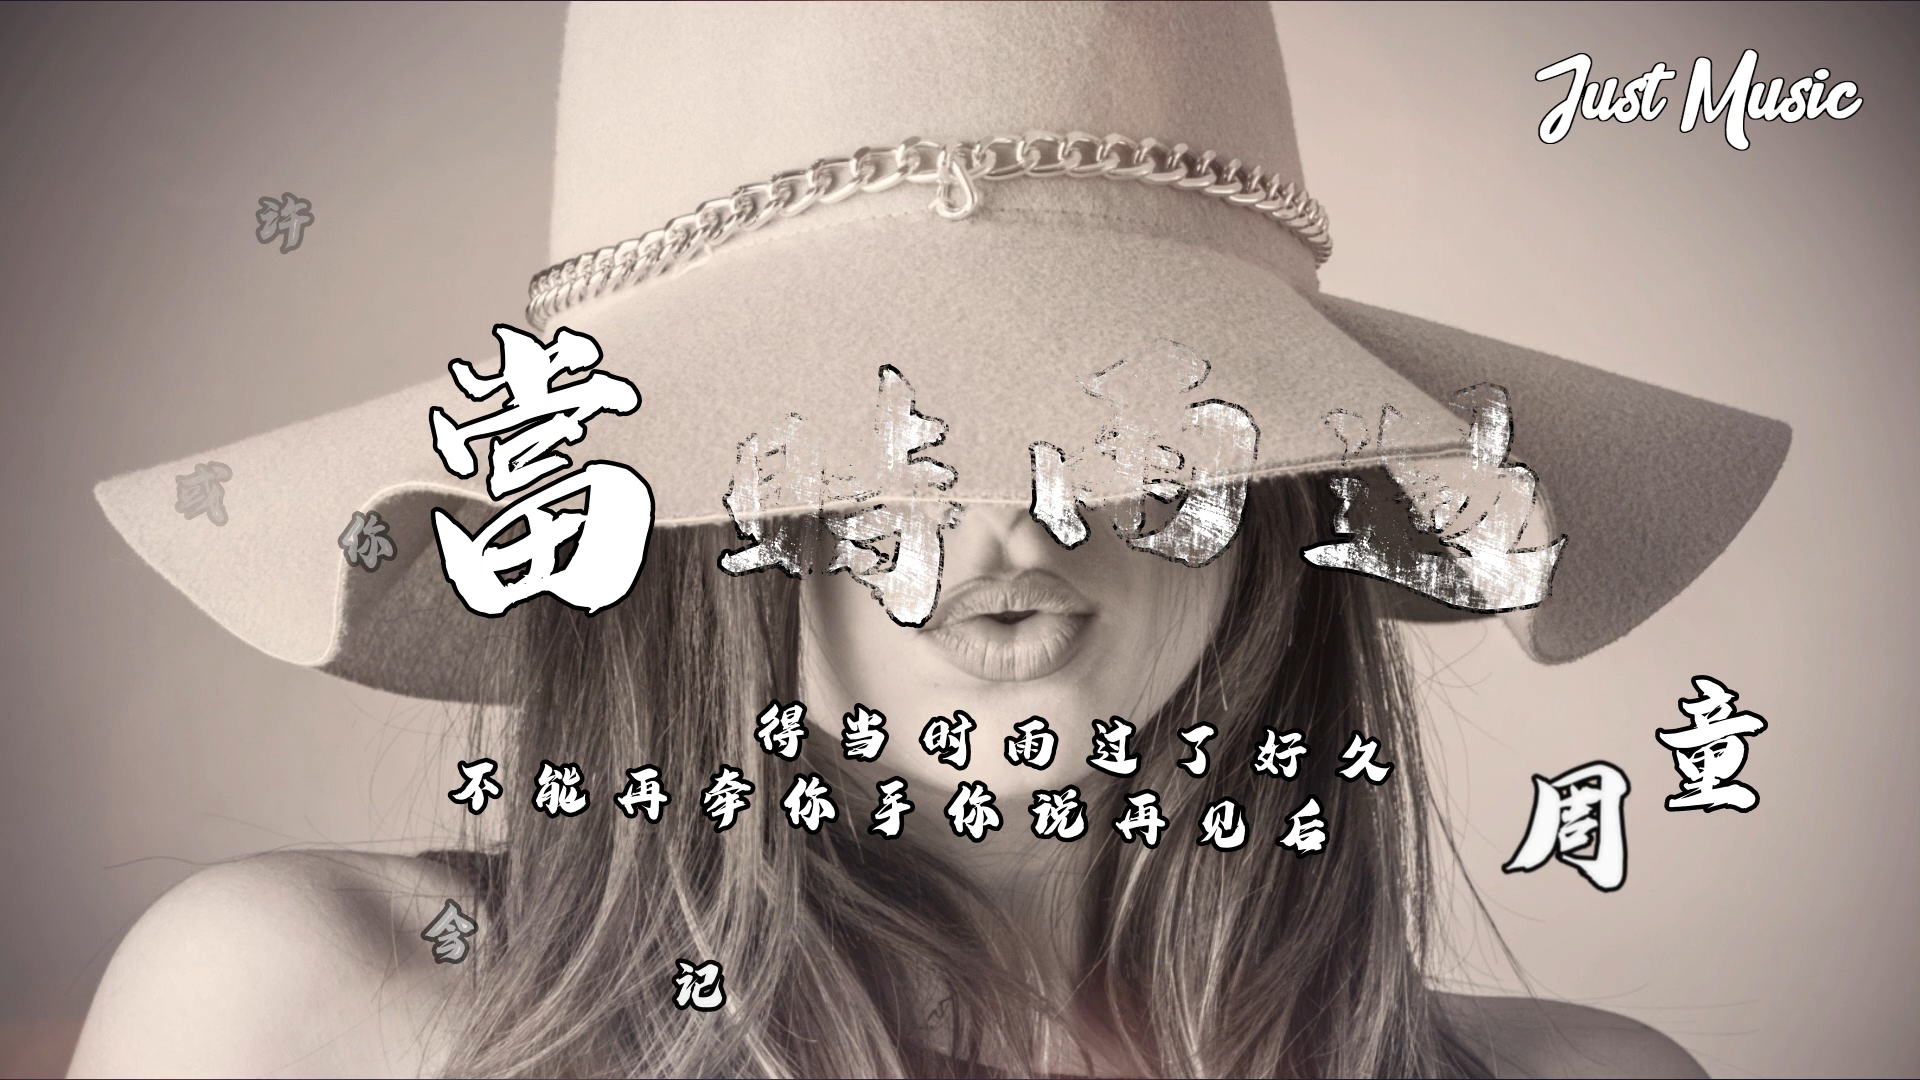 Just Music
许
當時雨過
或
你
童
周
得当时雨过了好久
不能再牵你手你说再见后
今
记